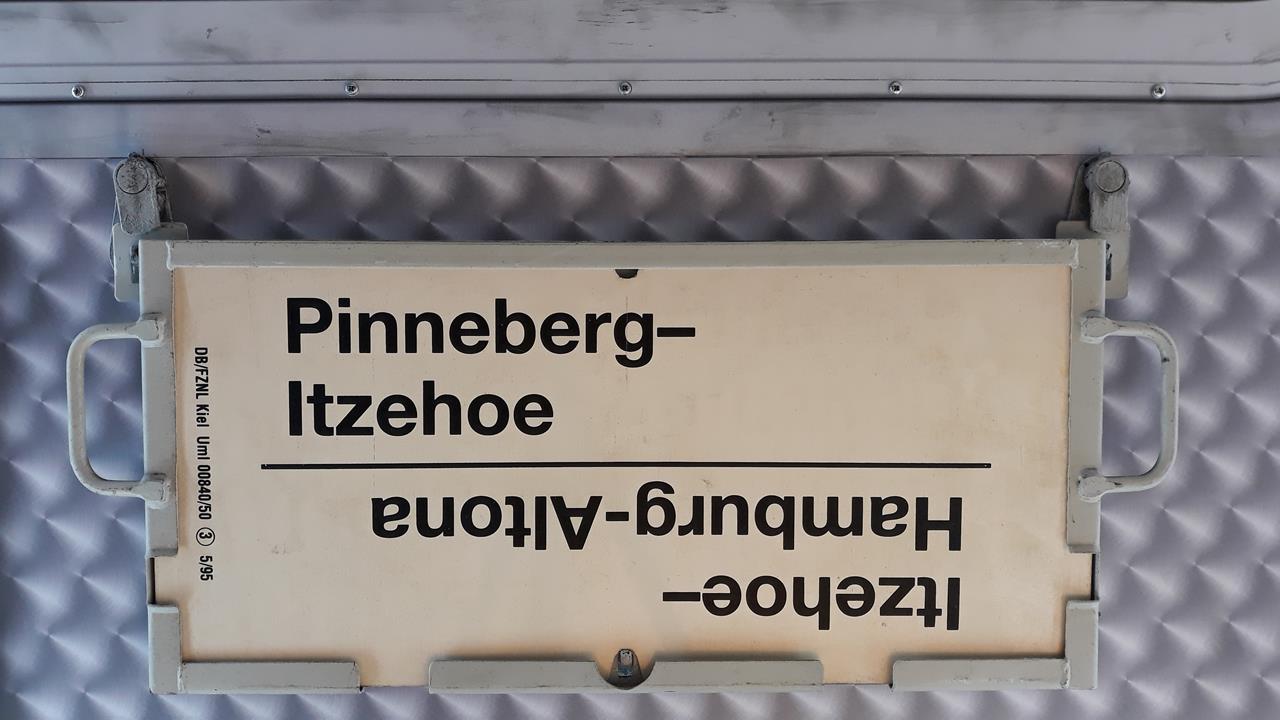 Pinneberg–
Itzehoe
Itzehoe–
Hamburg-Altona
DB/FZNL Kiel Uml 00840/50 ③ 5/95